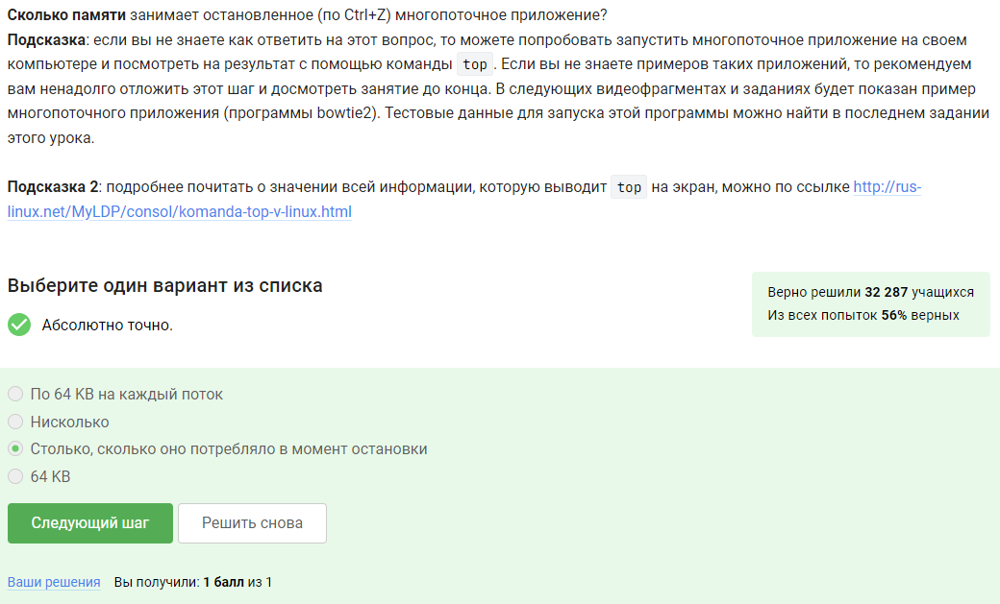 Сколько памяти занимает остановленное (по Ctrl+Z) многопоточное приложение?
Подсказка: если вы не знаете как ответить на этот вопрос, то можете попробовать запустить многопоточное приложение на своем
компьютере и посмотреть на результат с помощью команды top. Если вы не знаете примеров таких приложений, то рекомендуем
вам ненадолго отложить этот шаг и досмотреть занятие до конца. В следующих видеофрагментах и заданиях будет показан пример
многопоточного приложения (программы bowtie2). Тестовые данные для запуска этой программы можно найти в последнем задании
этого урока.
Подсказка 2: подробнее почитать о значении всей информации, которую выводит top на экран, можно по ссылке http://rus-
linux.net/MyLDP/consol/komanda-top-v-linux.html
Выберите один вариант из списка
Верно решили 32 287 учащихся
Из всех попыток 56% верных
Абсолютно точно.
По 64 KB на каждый поток
Нисколько
Столько, сколько оно потребляло в момент остановки
64 KB
Следующий шаг
Решить снова
Ваши решения Вы получили: 1 балл из 1